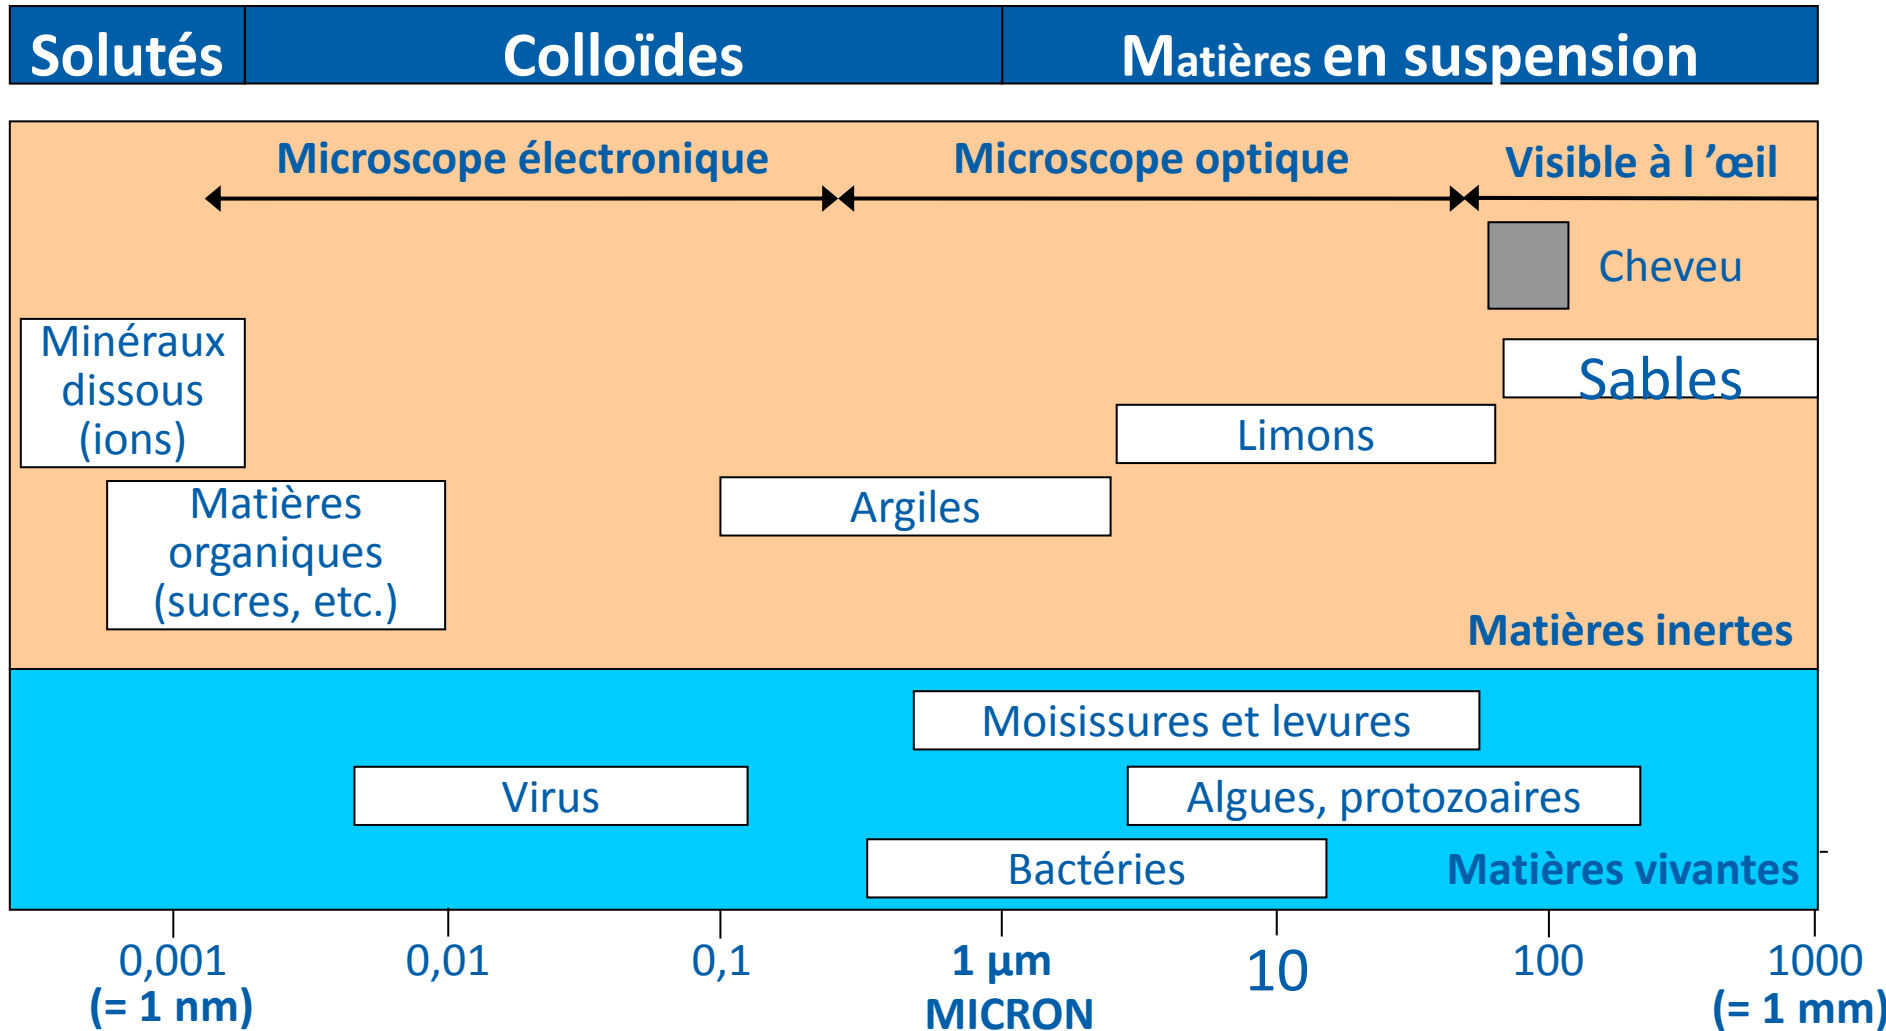 Solutés
Colloïdes
Matières en suspension
Microscope électronique
Microscope optique
Visible à l ’œil
Cheveu
Minéraux
dissous
(ions)
Sables
Limons
Matières
organiques
(sucres, etc.)
Argiles
Matières inertes
Moisissures et levures
Virus
Algues, protozoaires
Bactéries
Matières vivantes
0,001
(= 1 nm)
0,01
0,1
1 µm
MICRON
10
100
1000
(= 1 mm)